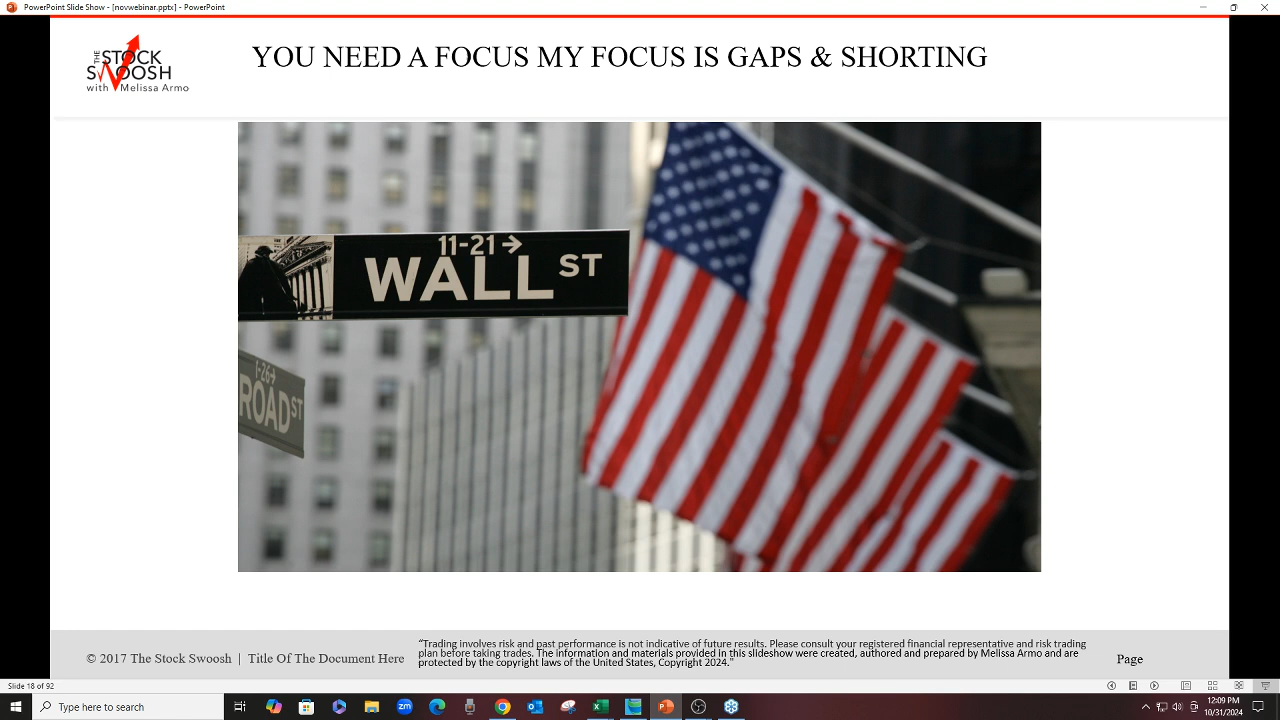 PowerPoint Slide Show - [novwebinar.pptx] - PowerPoint
THE
STOCK
SWOOSH
with Melissa Armo
YOU NEED A FOCUS MY FOCUS IS GAPS & SHORTING
11-21→
WALL ST
1-26→
ROAD ST
© 2017 The Stock Swoosh | Title Of The Document Here
“Trading involves risk and past performance is not indicative of future results. Please consult your registered financial representative and risk trading
plan before taking trades. The information and materials provided in this slideshow were created, authored and prepared by Melissa Armo and are
protected by the copyright laws of the United States, Copyright 2024."
Page
Slide 18 of 92
Type here to search
12:09 PM
10/31/2024